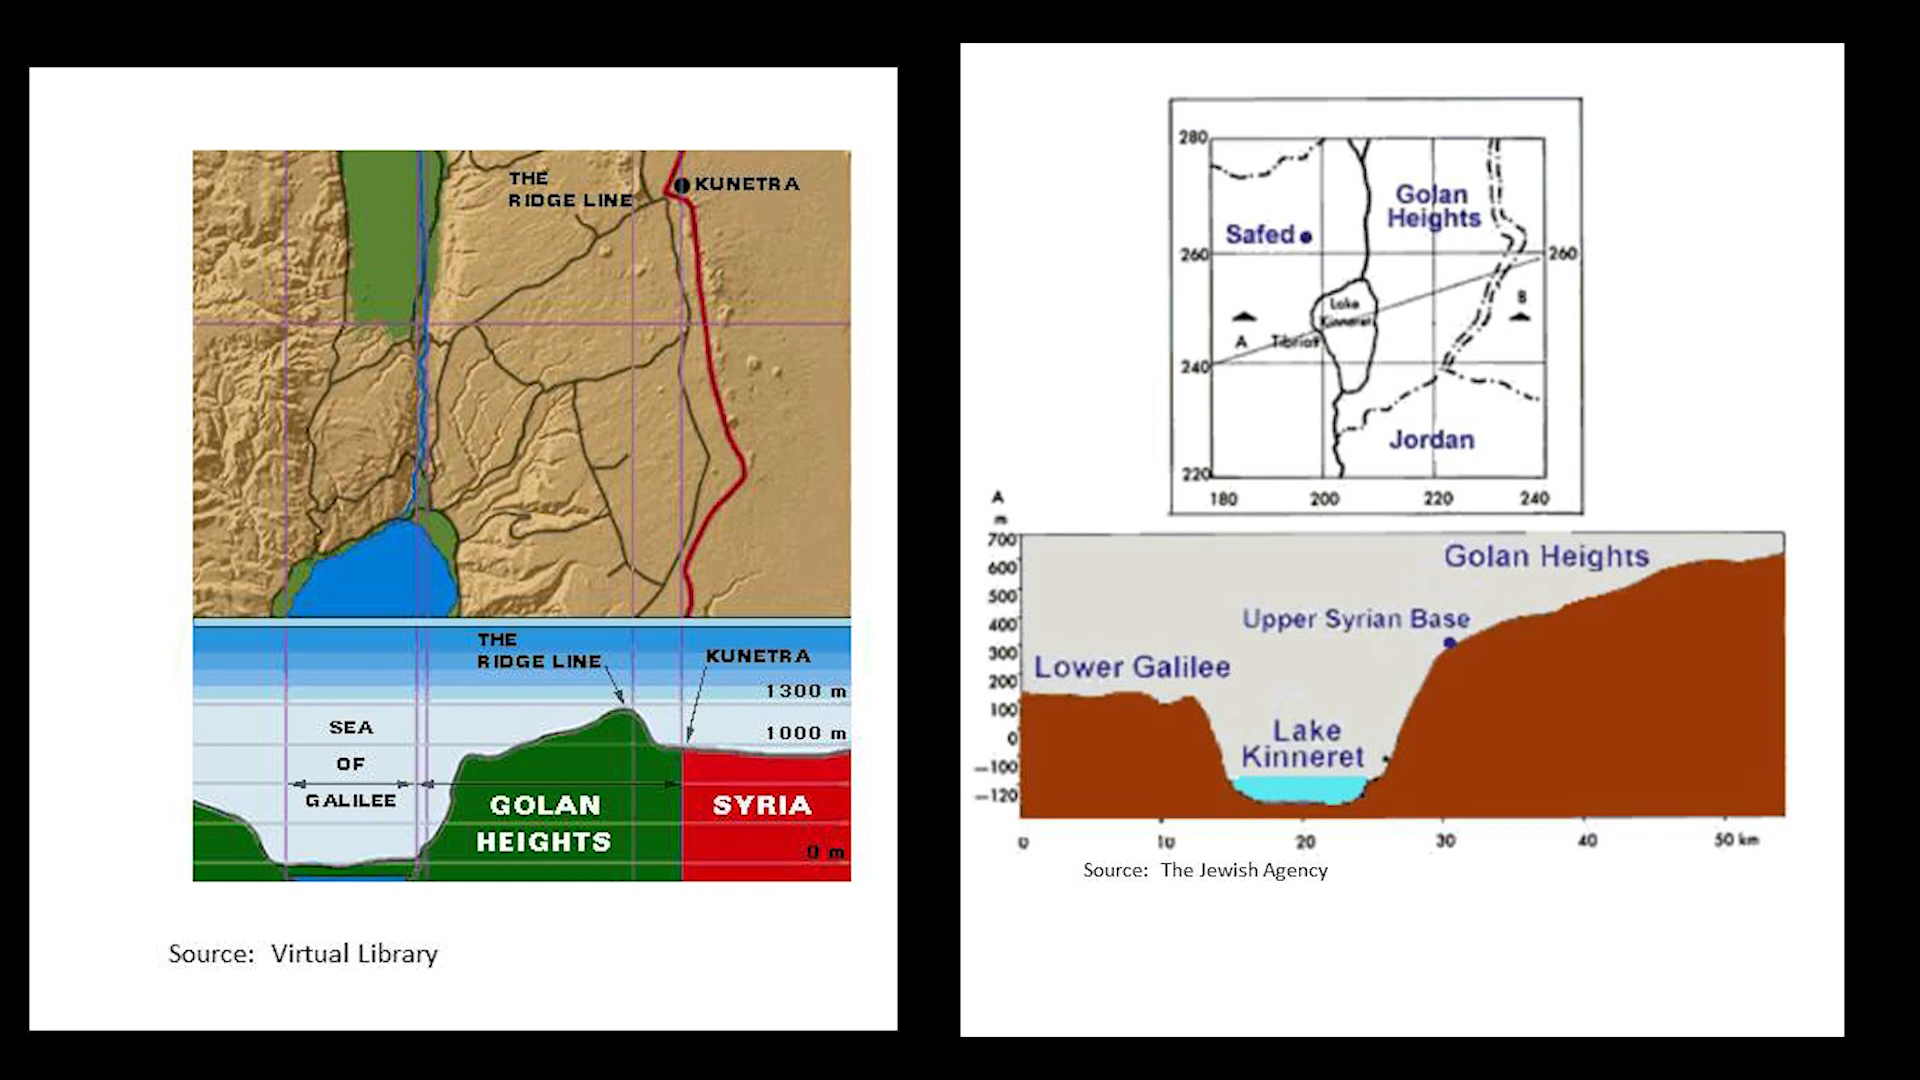 THE
RIDGE LINE
KUNETRA
THE
RIDGE LINE
KUNETRA
1300 m
SEA
1000 m
OF
GALILEE
GOLAN
SYRIA
HEIGHTS
0 m
Source: Virtual Library
280
Golan
Heights
Safed
260
260
Lake
Kinneret
B
A
Tibrias
240
Jordan
220
180 200 220 240
A
m
700
Golan Heights
600
500
Upper Syrian Base
400
300
Lower Galilee
200
100
Lake
0
Kinneret
-100
-120
0 10 20 30 40 50 km
Source: The Jewish Agency